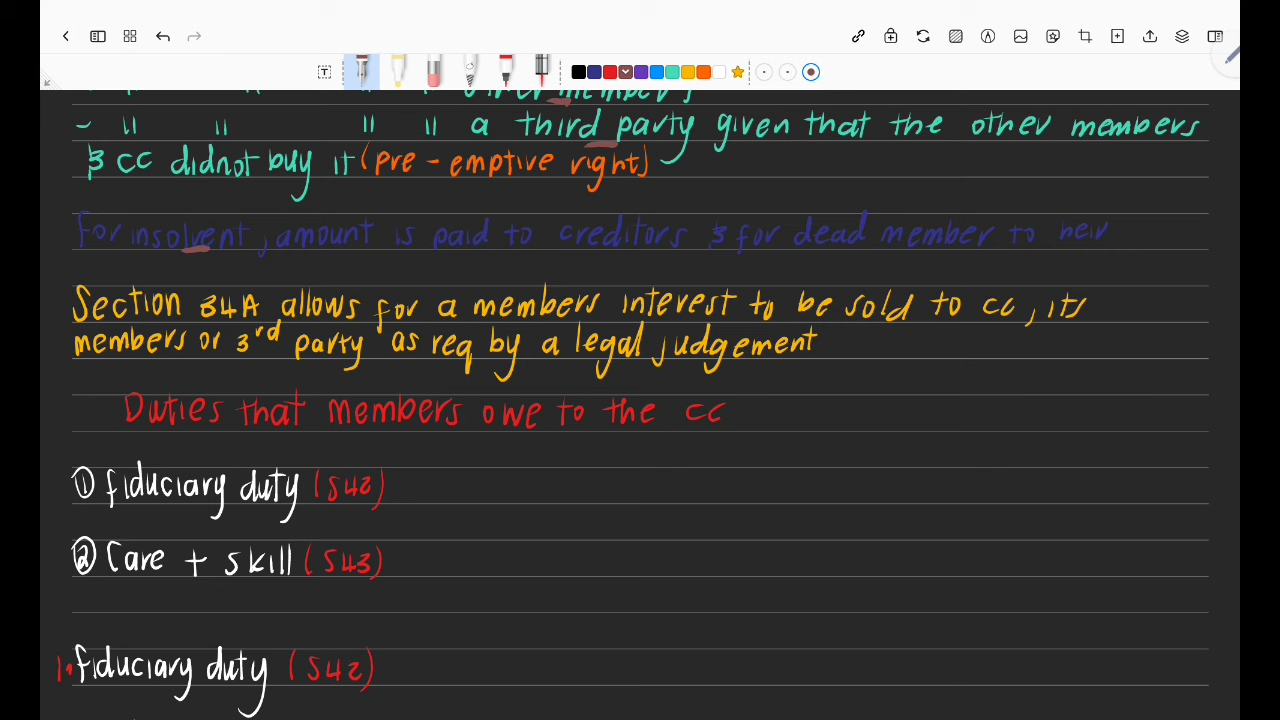 other members
- " " " " a third party given that the other members
& CC didnot buy it (pre-emptive right)
For insolvent, amount is paid to creditors & for dead member to heir
Section 34A allows for a members interest to be sold to CC, its
members or 3rd party as req by a legal judgement
Duties that members owe to the CC
① fiduciary duty (S42)
② Care + skill (S43)
1. fiduciary duty (S42)